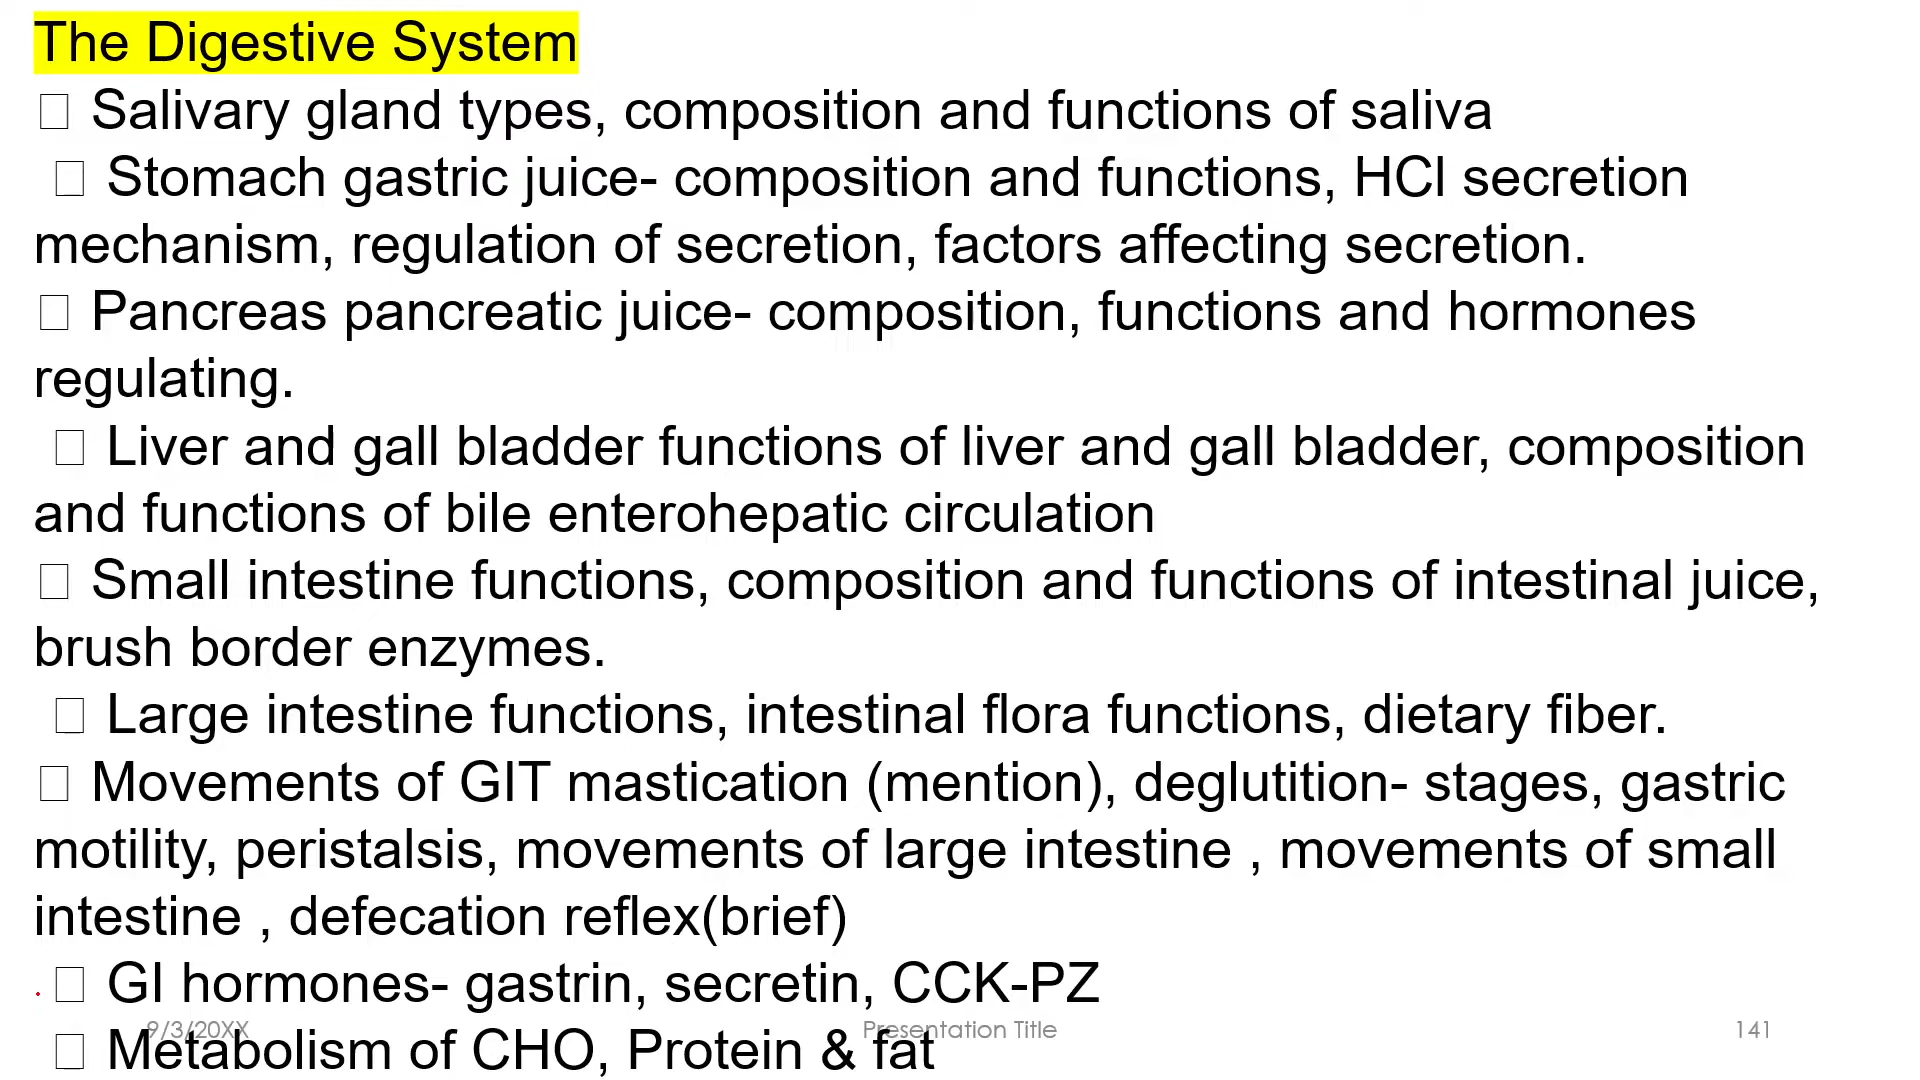 The Digestive System
 Salivary gland types, composition and functions of saliva
 Stomach gastric juice- composition and functions, HCl secretion
mechanism, regulation of secretion, factors affecting secretion.
 Pancreas pancreatic juice- composition, functions and hormones
regulating.
 Liver and gall bladder functions of liver and gall bladder, composition
and functions of bile enterohepatic circulation
 Small intestine functions, composition and functions of intestinal juice,
brush border enzymes.
 Large intestine functions, intestinal flora functions, dietary fiber.
 Movements of GIT mastication (mention), deglutition- stages, gastric
motility, peristalsis, movements of large intestine , movements of small
intestine , defecation reflex(brief)
 GI hormones- gastrin, secretin, CCK-PZ
9/3/20XX Presentation Title 141
 Metabolism of CHO, Protein & fat